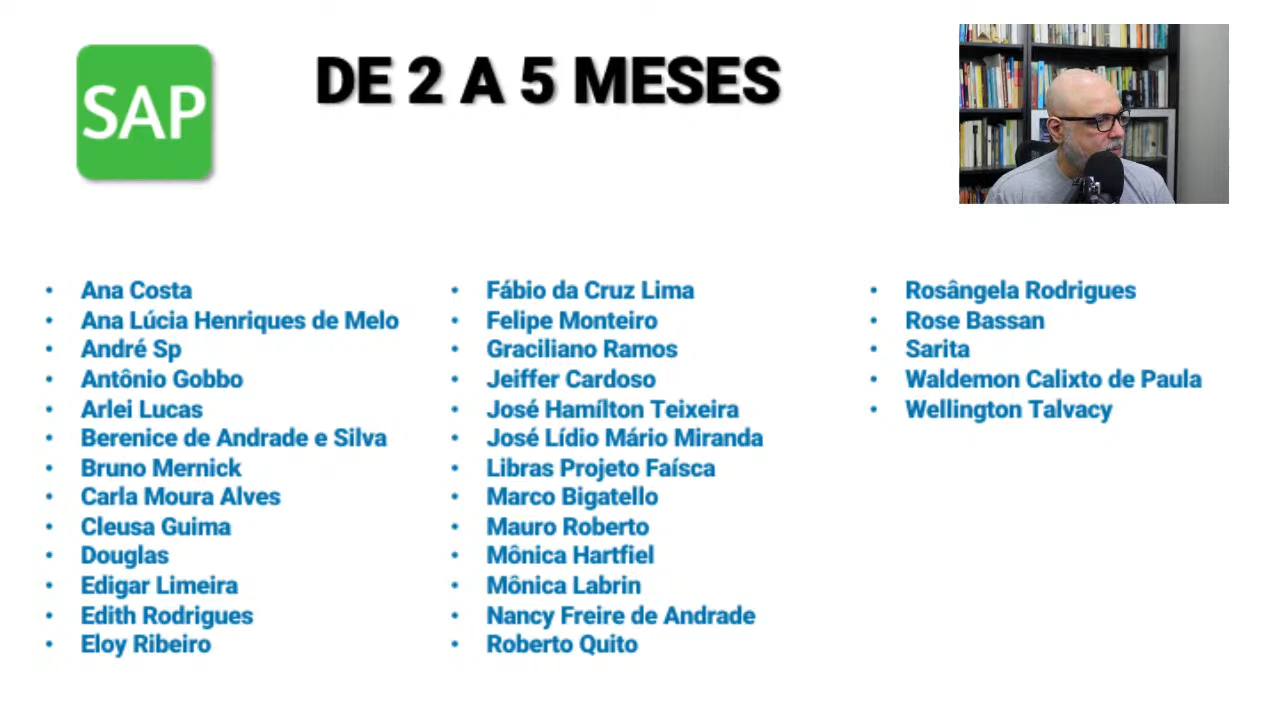 SAP
DE 2 A 5 MESES
• Ana Costa
• Ana Lúcia Henriques de Melo
• André Sp
• Antônio Gobbo
• Arlei Lucas
• Berenice de Andrade e Silva
• Bruno Mernick
• Carla Moura Alves
• Cleusa Guima
• Douglas
• Edigar Limeira
• Edith Rodrigues
• Eloy Ribeiro
• Fábio da Cruz Lima
• Felipe Monteiro
• Graciliano Ramos
• Jeiffer Cardoso
• José Hamílton Teixeira
• José Lídio Mário Miranda
• Libras Projeto Faísca
• Marco Bigatello
• Mauro Roberto
• Mônica Hartfiel
• Mônica Labrin
• Nancy Freire de Andrade
• Roberto Quito
• Rosângela Rodrigues
• Rose Bassan
• Sarita
• Waldemon Calixto de Paula
• Wellington Talvacy